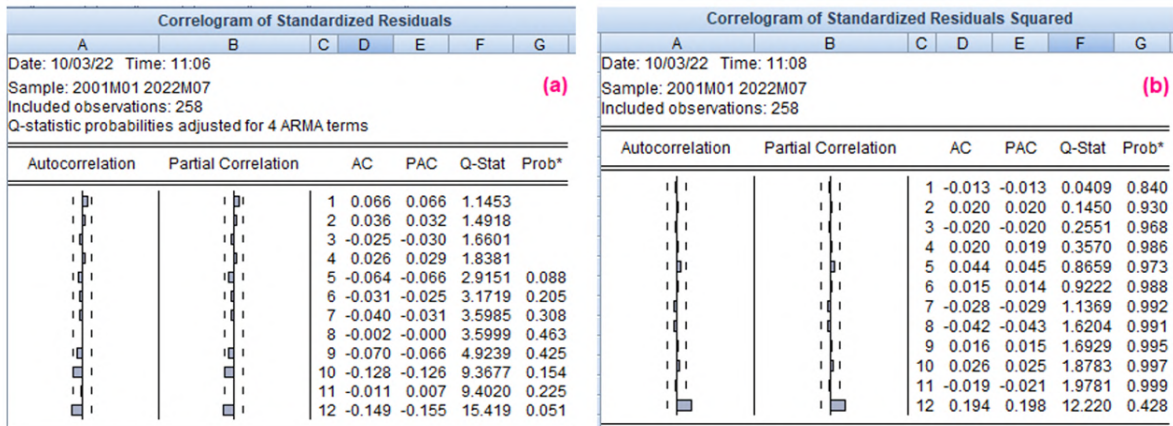 Correlogram of Standardized Residuals
A B C D E F G
Date: 10/03/22 Time: 11:06
Sample: 2001M01 2022M07
(a)
Included observations: 258
Q-statistic probabilities adjusted for 4 ARMA terms
Autocorrelation Partial Correlation AC PAC Q-Stat Prob*
1 0.066 0.066 1.1453
2 0.036 0.032 1.4918
3 -0.025 -0.030 1.6601
4 0.026 0.029 1.8381
5 -0.064 -0.066 2.9151 0.088
6 -0.031 -0.025 3.1719 0.205
7 -0.040 -0.031 3.5985 0.308
8 -0.002 -0.000 3.5999 0.463
9 -0.070 -0.066 4.9239 0.425
10 -0.128 -0.126 9.3677 0.154
11 -0.011 0.007 9.4020 0.225
12 -0.149 -0.155 15.419 0.051
Correlogram of Standardized Residuals Squared
A B C D E F G
Date: 10/03/22 Time: 11:08
Sample: 2001M01 2022M07
(b)
Included observations: 258
Autocorrelation Partial Correlation AC PAC Q-Stat Prob*
1 -0.013 -0.013 0.0409 0.840
2 0.020 0.020 0.1450 0.930
3 -0.020 -0.020 0.2551 0.968
4 0.020 0.019 0.3570 0.986
5 0.044 0.045 0.8659 0.973
6 0.015 0.014 0.9222 0.988
7 -0.028 -0.029 1.1369 0.992
8 -0.042 -0.043 1.6204 0.991
9 0.016 0.015 1.6929 0.995
10 0.026 0.025 1.8783 0.997
11 -0.019 -0.021 1.9781 0.999
12 0.194 0.198 12.220 0.428